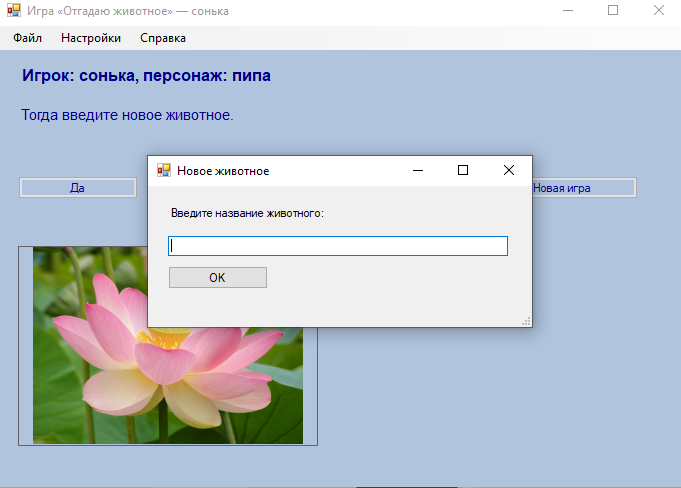 Игра «Отгадаю животное» — сонька
Файл Настройки Справка
Игрок: сонька, персонаж: пипа
Тогда введите новое животное.
Новое животное
Да
Новая игра
Введите название животного:
OK